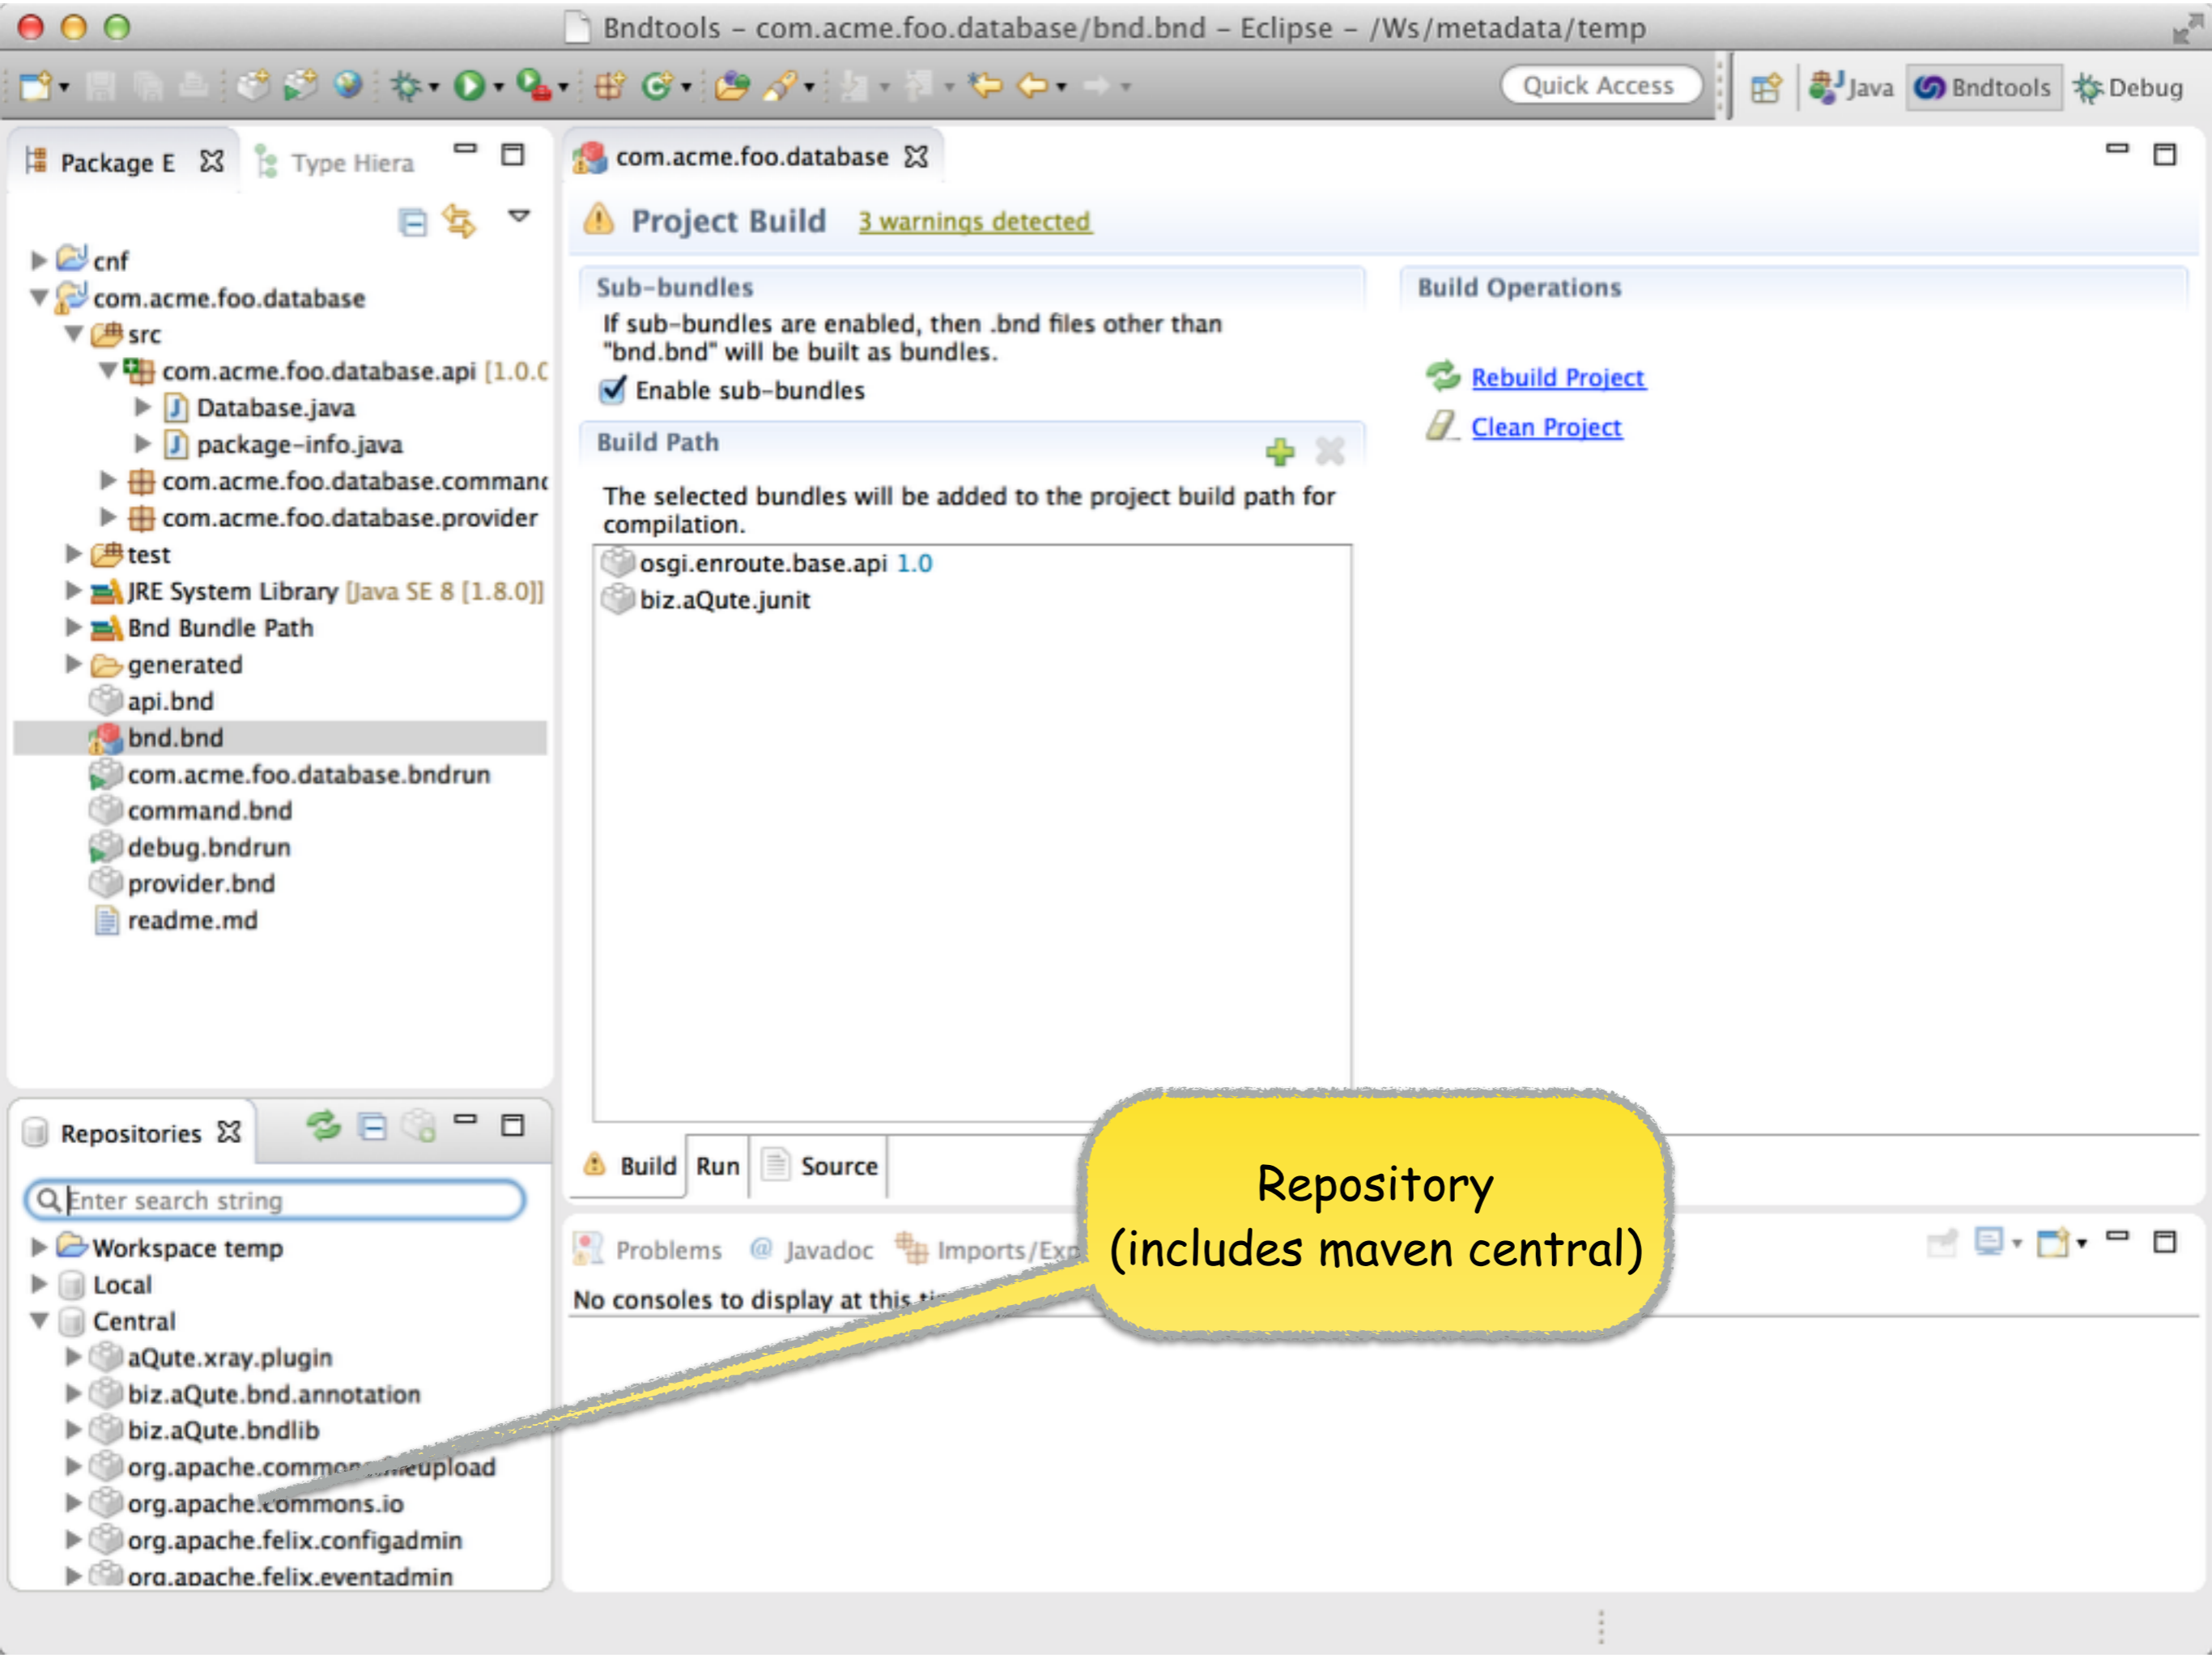 Bndtools – com.acme.foo.database/bnd.bnd – Eclipse – /Ws/metadata/temp
Quick Access
Java
Bndtools
Debug
Package E
Type Hiera
cnf
com.acme.foo.database
src
com.acme.foo.database.api [1.0.0
Database.java
package-info.java
com.acme.foo.database.comman
com.acme.foo.database.provider
test
JRE System Library [Java SE 8 [1.8.0]]
Bnd Bundle Path
generated
api.bnd
bnd.bnd
com.acme.foo.database.bndrun
command.bnd
debug.bndrun
provider.bnd
readme.md
Repositories
Enter search string
Workspace temp
Local
Central
aQute.xray.plugin
biz.aQute.bnd.annotation
biz.aQute.bndlib
org.apache.commons
org.apache.commons.io
org.apache.felix.configadmin
org.apache.felix.eventadmin
com.acme.foo.database
Project Build 3 warnings detected
Sub-bundles
If sub-bundles are enabled, then .bnd files other than
"bnd.bnd" will be built as bundles.
Enable sub-bundles
Build Path
The selected bundles will be added to the project build path for
compilation.
osgi.enroute.base.api 1.0
biz.aQute.junit
Build Operations
Rebuild Project
Clean Project
Build
Run
Source
Problems
Javadoc
Imports/Exp
No consoles to display at this
Repository
(includes maven central)